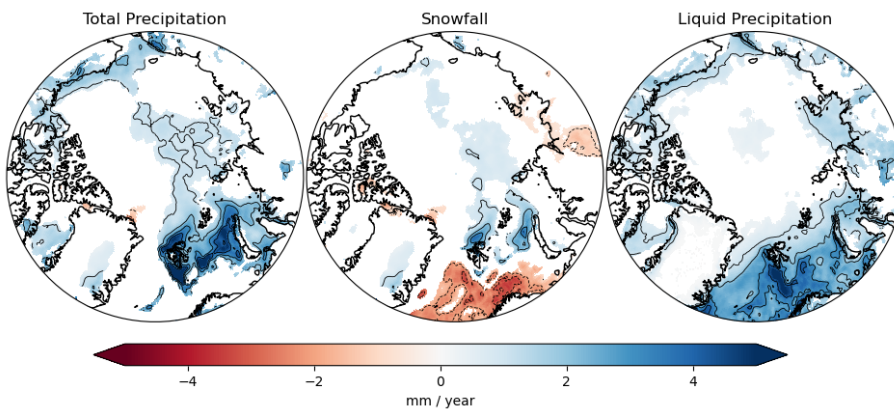 Total Precipitation
Snowfall
Liquid Precipitation
−4 −2 0 2 4
mm / year